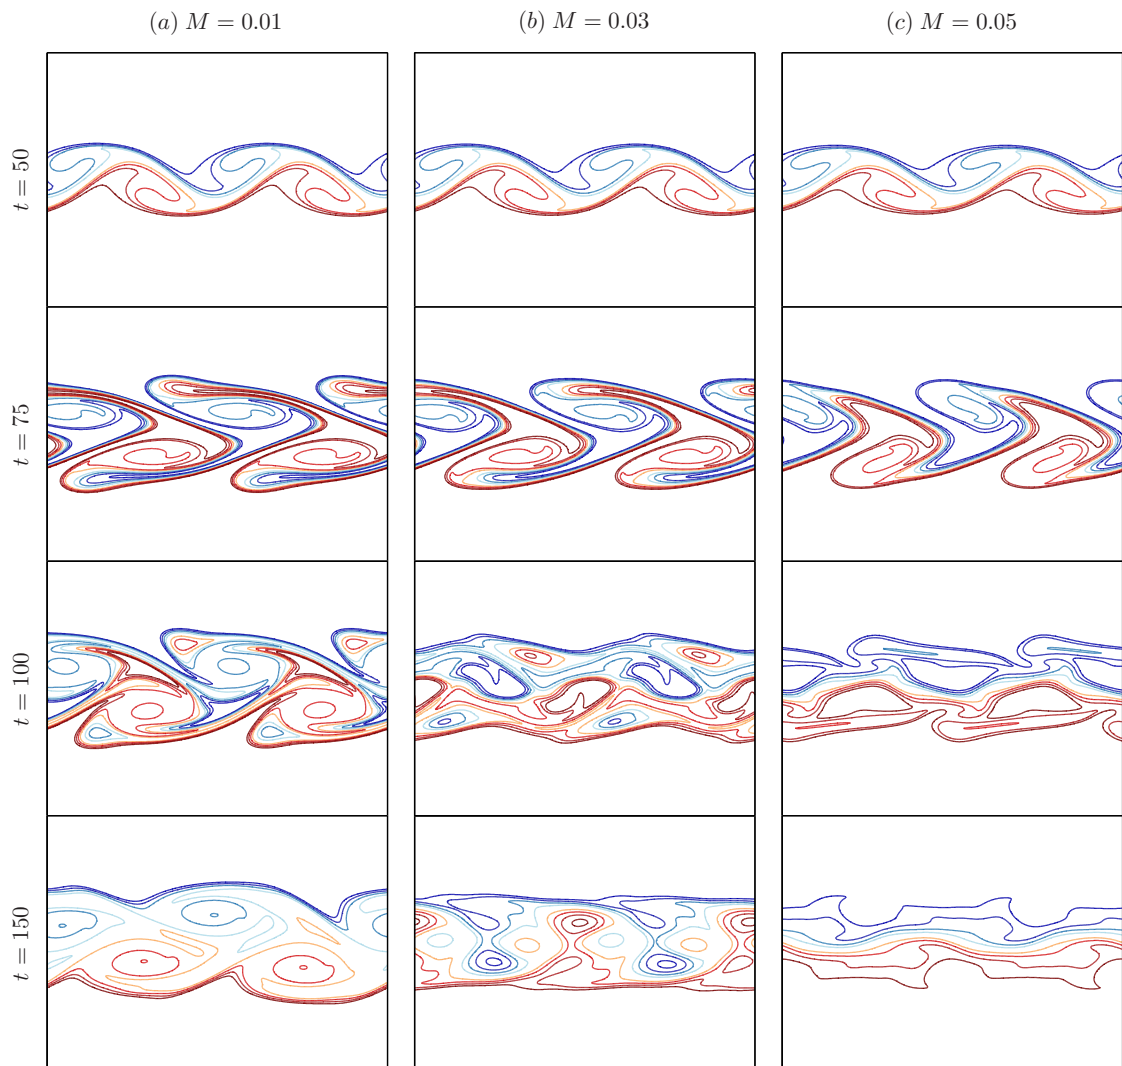 (a) M = 0.01
(b) M = 0.03
(c) M = 0.05
t = 50
t = 75
t = 100
t = 150